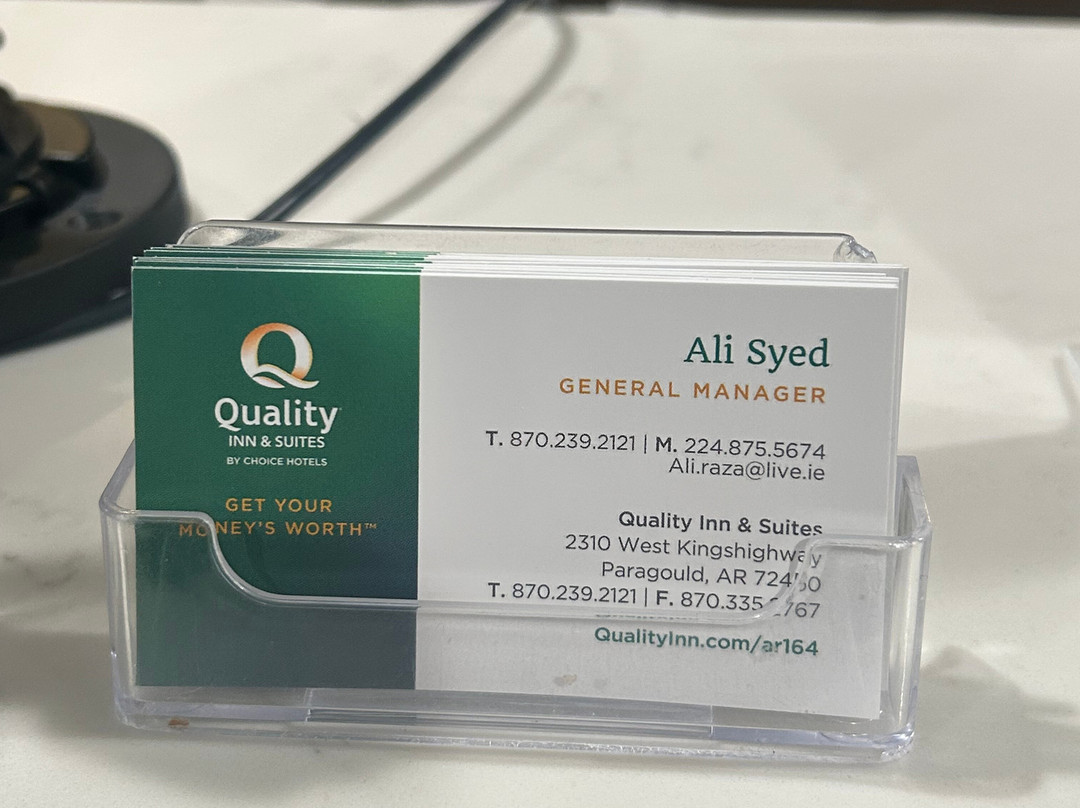 Quality
INN & SUITES
BY CHOICE HOTELS
GET YOUR
MONEY'S WORTH™
Ali Syed
GENERAL MANAGER
T. 870.239.2121 | M. 224.875.5674
Ali.raza@live.ie
Quality Inn & Suites
2310 West Kingshighway
Paragould, AR 72450
T. 870.239.2121 | F.
QualityInn.com/ar164